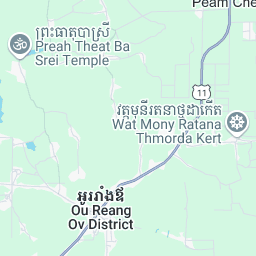 Peam Che
ព្រះធាតុបាស្រី
Preah Theat Ba
Srei Temple
11
វត្តមុនីរតនាថ្មដាកើត
Wat Mony Ratana
Thmorda Kert
អូររាំងឪ
Ou Reang
Ov District